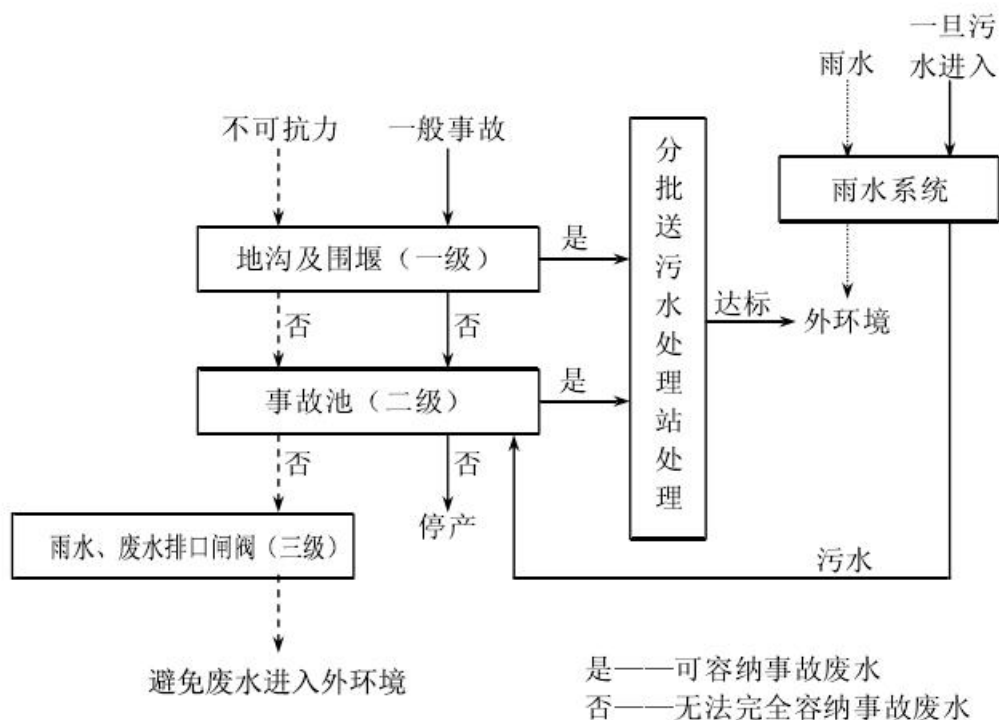 一旦污
水进入
雨水
不可抗力
一般事故
分批送污水处理站处理
雨水系统
地沟及围堰（一级）
是
达标
外环境
否
否
事故池（二级）
是
否
否
停产
雨水、废水排口闸阀（三级）
污水
避免废水进入外环境
是——可容纳事故废水
否——无法完全容纳事故废水